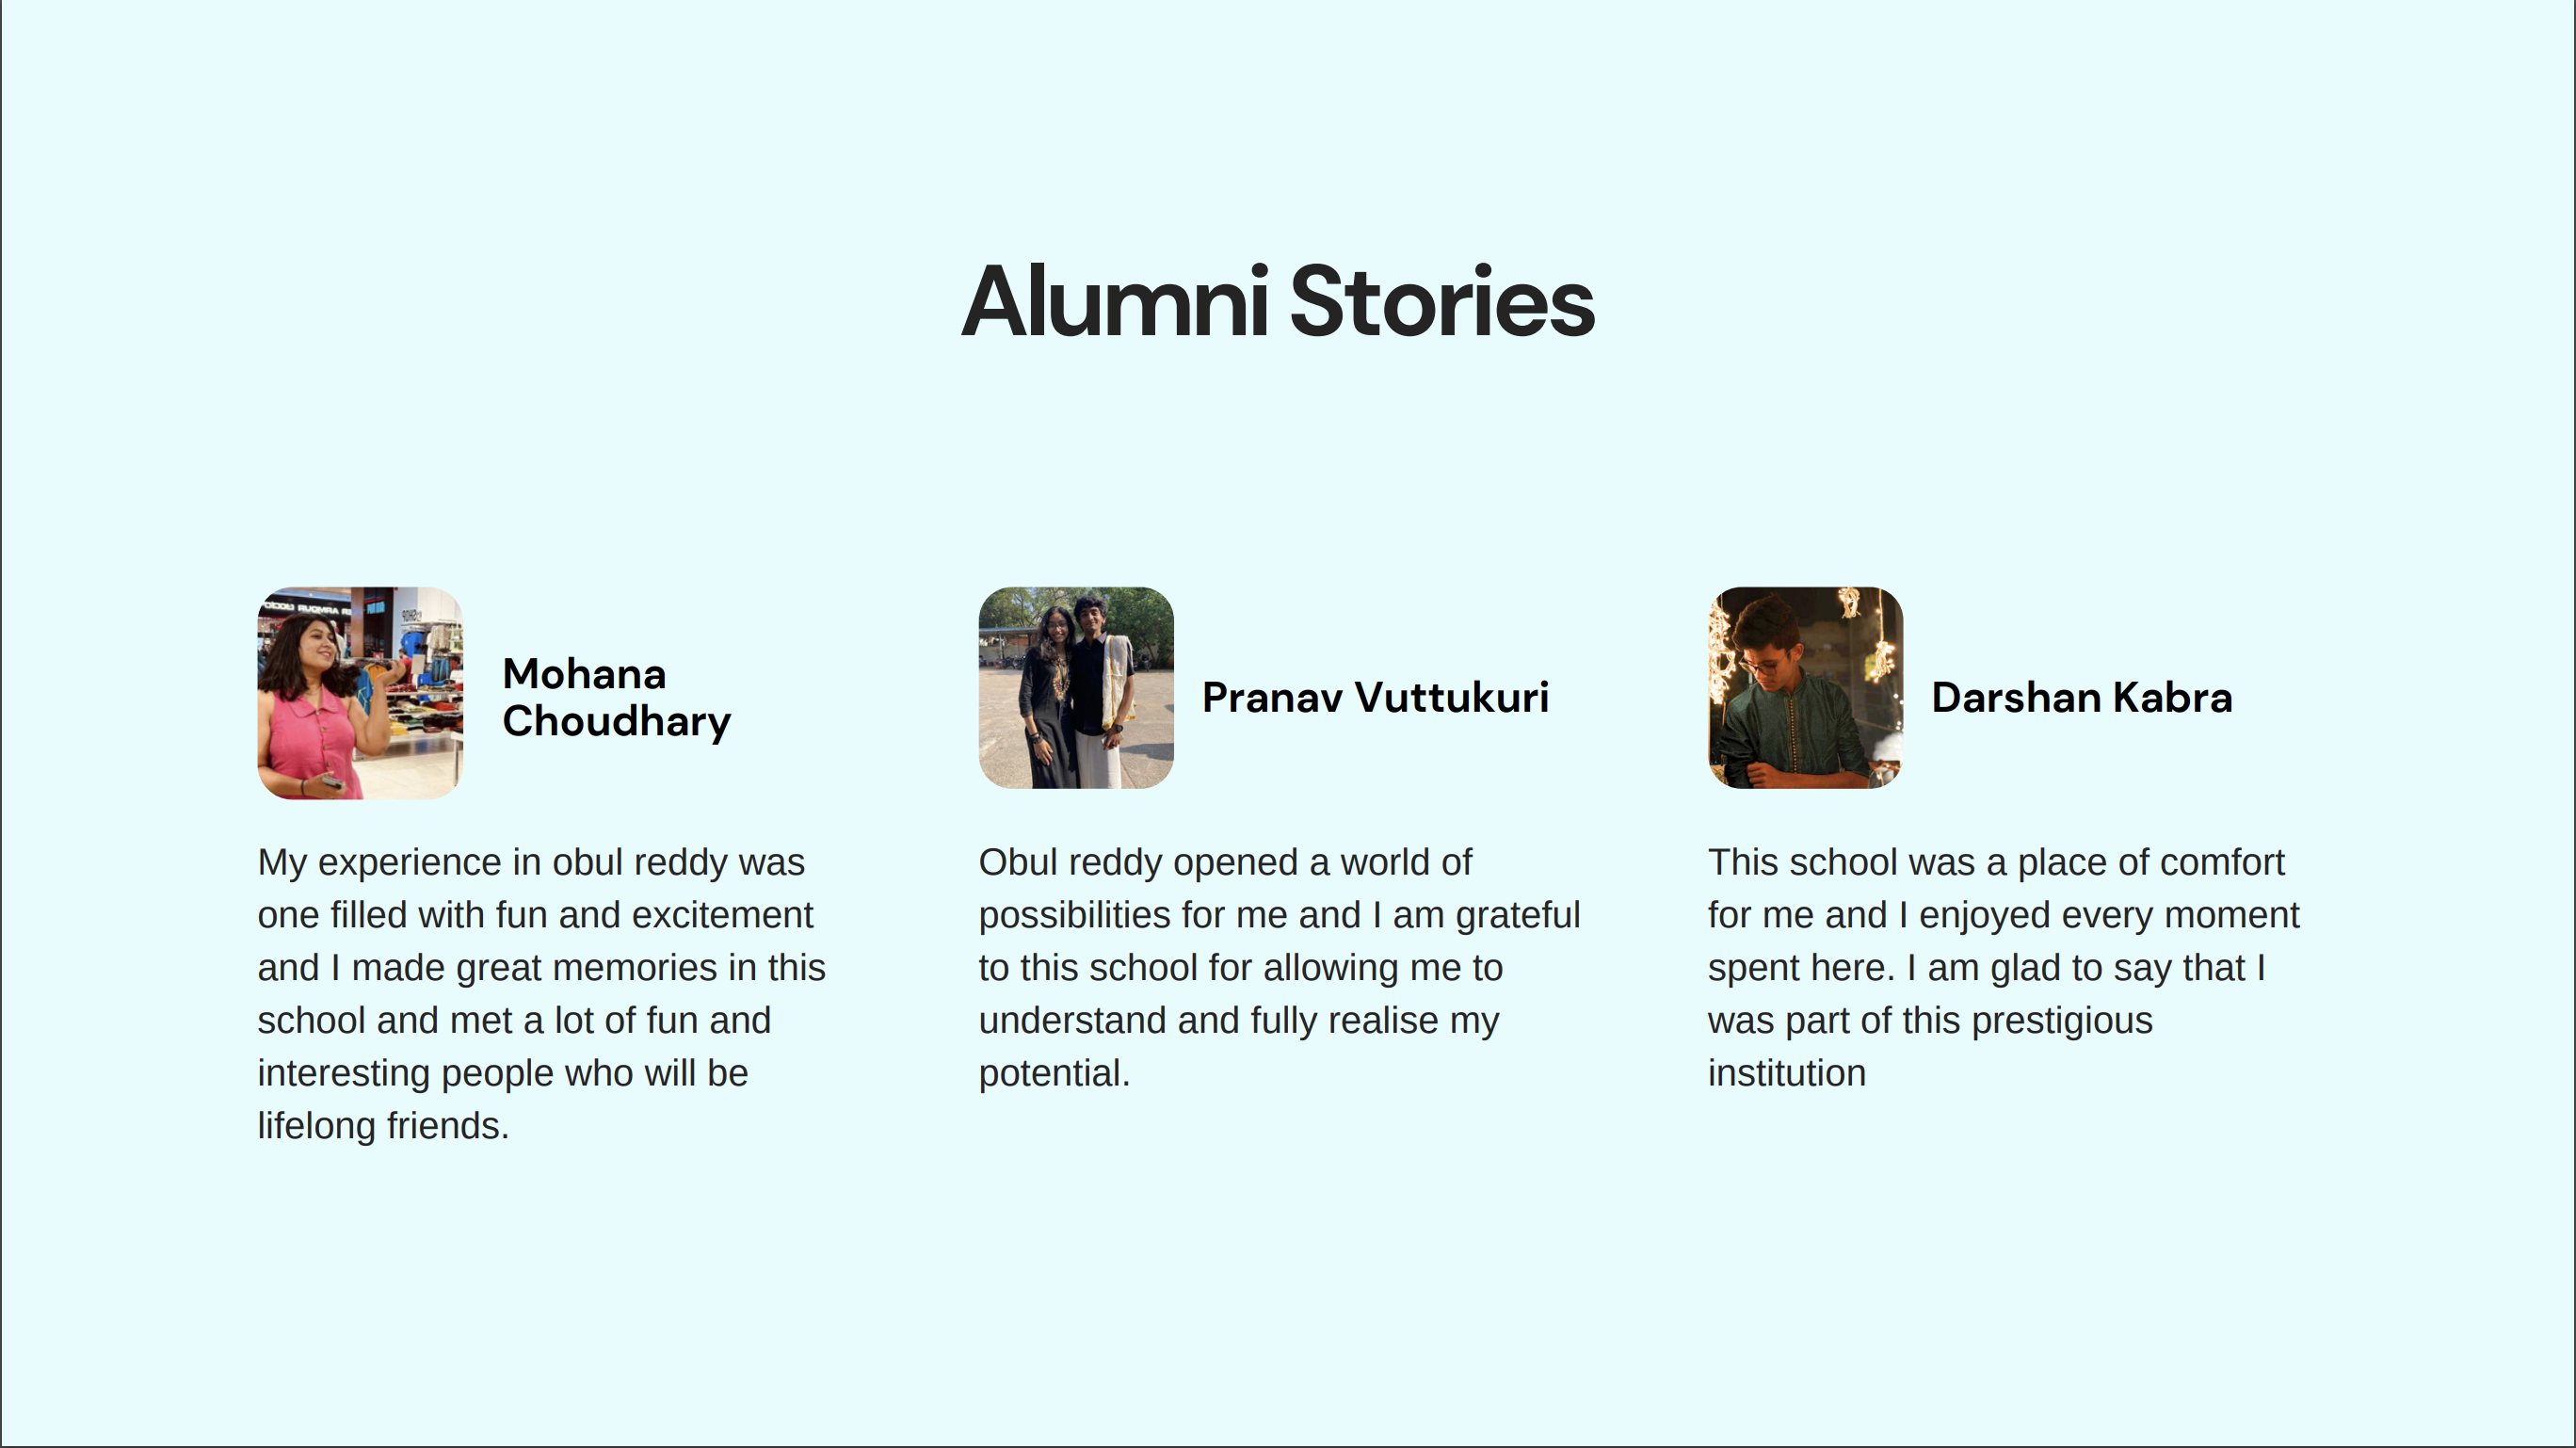 Alumni Stories
Mohana
Choudhary
My experience in obul reddy was
one filled with fun and excitement
and I made great memories in this
school and met a lot of fun and
interesting people who will be
lifelong friends.
Pranav Vuttukuri
Obul reddy opened a world of
possibilities for me and I am grateful
to this school for allowing me to
understand and fully realise my
potential.
Darshan Kabra
This school was a place of comfort
for me and I enjoyed every moment
spent here. I am glad to say that I
was part of this prestigious
institution